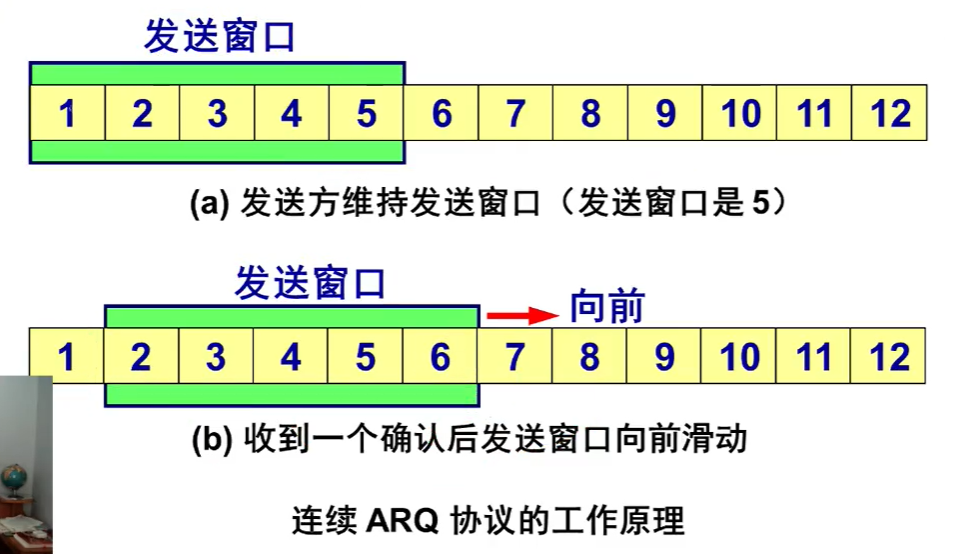 发送窗口
1 2 3 4 5 6 7 8 9 10 11 12
(a) 发送方维持发送窗口（发送窗口是 5）
发送窗口
向前
1 2 3 4 5 6 7 8 9 10 11 12
(b) 收到一个确认后发送窗口向前滑动
连续 ARQ 协议的工作原理